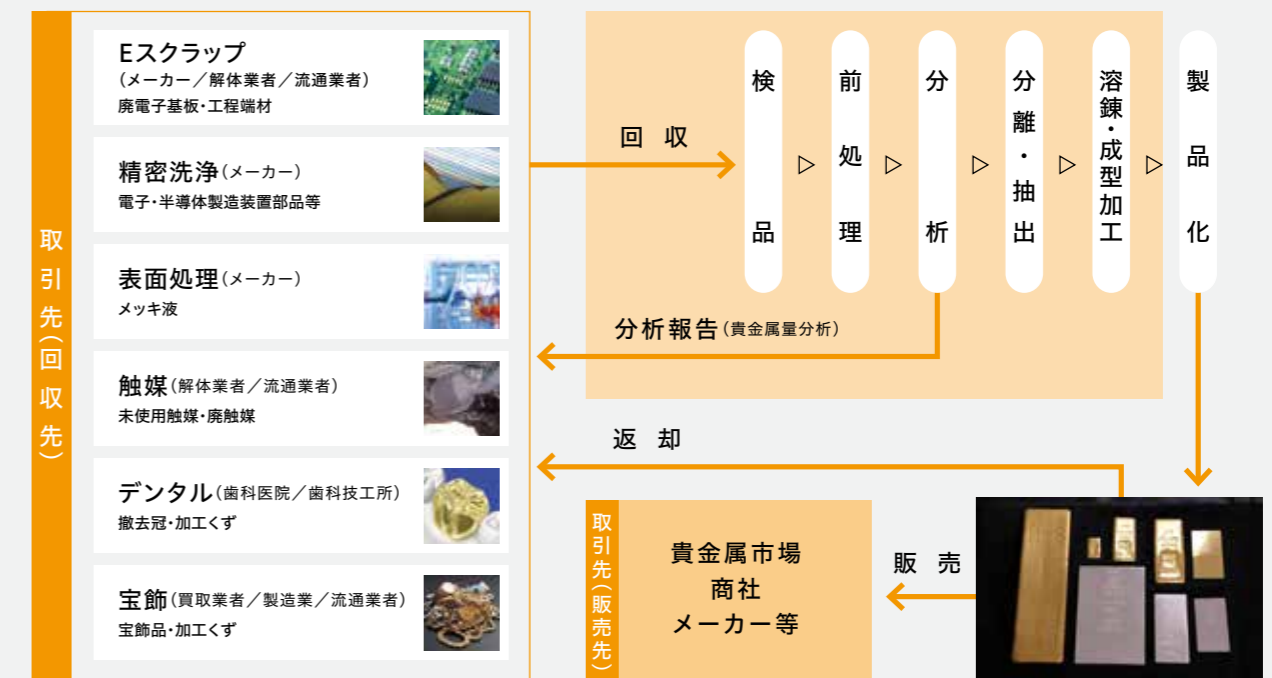 取引先(回収先)
Eスクラップ
(メーカー/解体業者/流通業者)
廃電子基板・工程端材
精密洗浄(メーカー)
電子・半導体製造装置部品等
表面処理(メーカー)
メッキ液
触媒(解体業者/流通業者)
未使用触媒・廃触媒
デンタル(歯科医院/歯科技工所)
撤去冠・加工くず
宝飾(買取業者/製造業/流通業者)
宝飾品・加工くず
回収
検品
前処理
分析
分離・抽出
溶錬・成型加工
製品化
分析報告(貴金属量分析)
返却
取引先(販売先)
貴金属市場
商社
メーカー等
販売